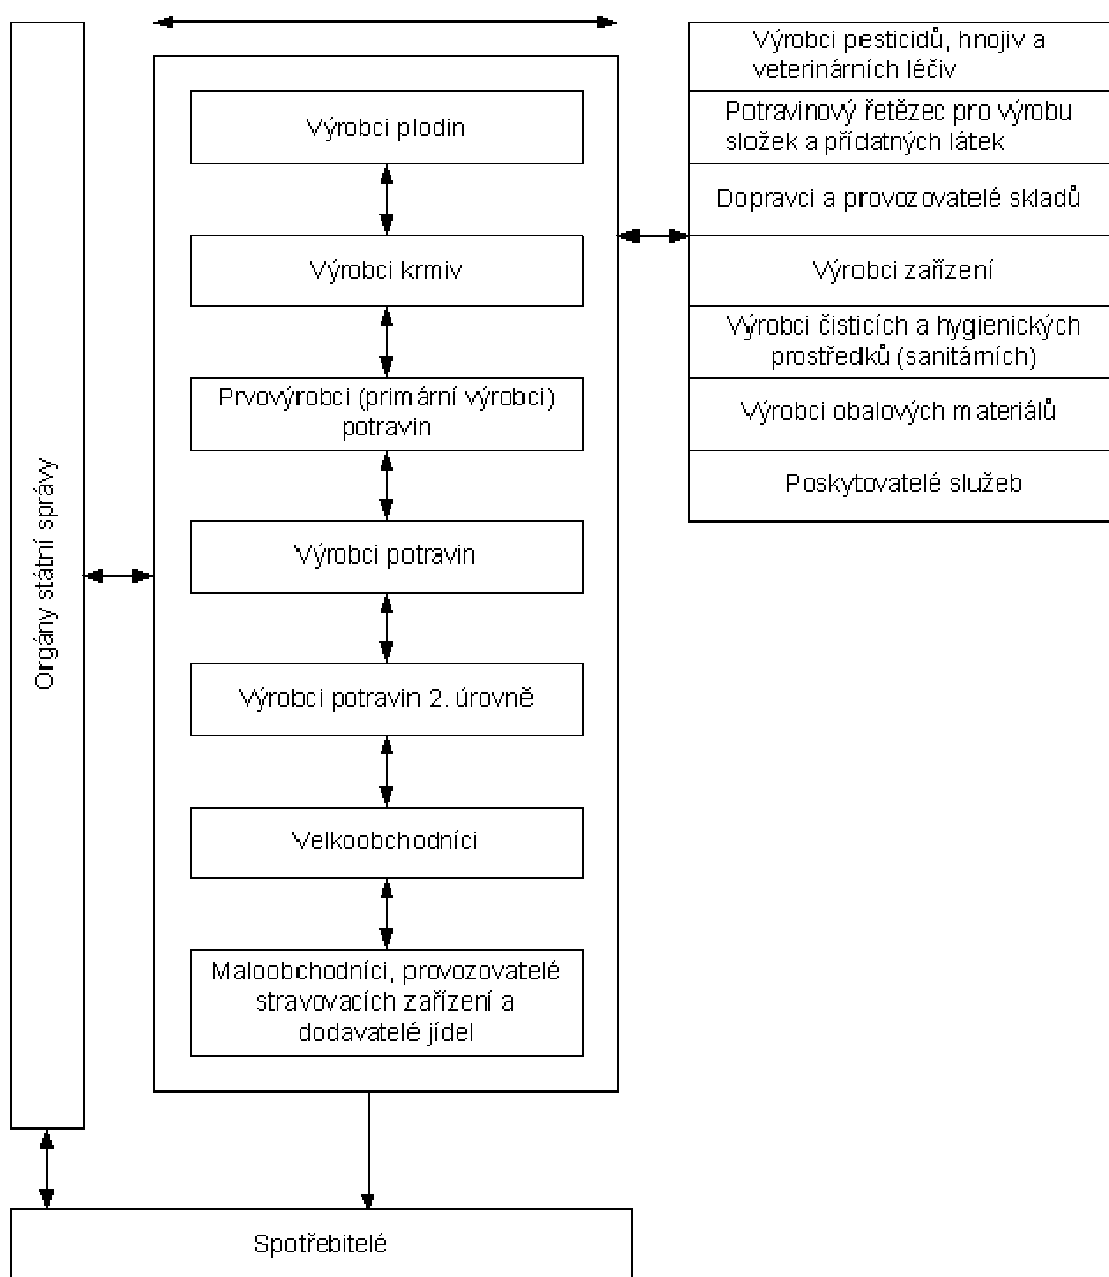 Orgány státní správy
Výrobci plodin
Výrobci krmiv
Prvovýrobci (primární výrobci)
potravin
Výrobci potravin
Výrobci potravin 2. úrovně
Velkoobchodníci
Maloobchodníci, provozovatelé
stravovacích zařízení a
dodavatelé jídel
Výrobci pesticidů, hnojiv a
veterinárních léčiv
Potravinový řetězec pro výrobu
složek a přídatných látek
Dopravci a provozovatelé skladů
Výrobci zařízení
Výrobci čisticích a hygienických
prostředků (sanitárních)
Výrobci obalových materiálů
Poskytovatelé služeb
Spotřebitelé